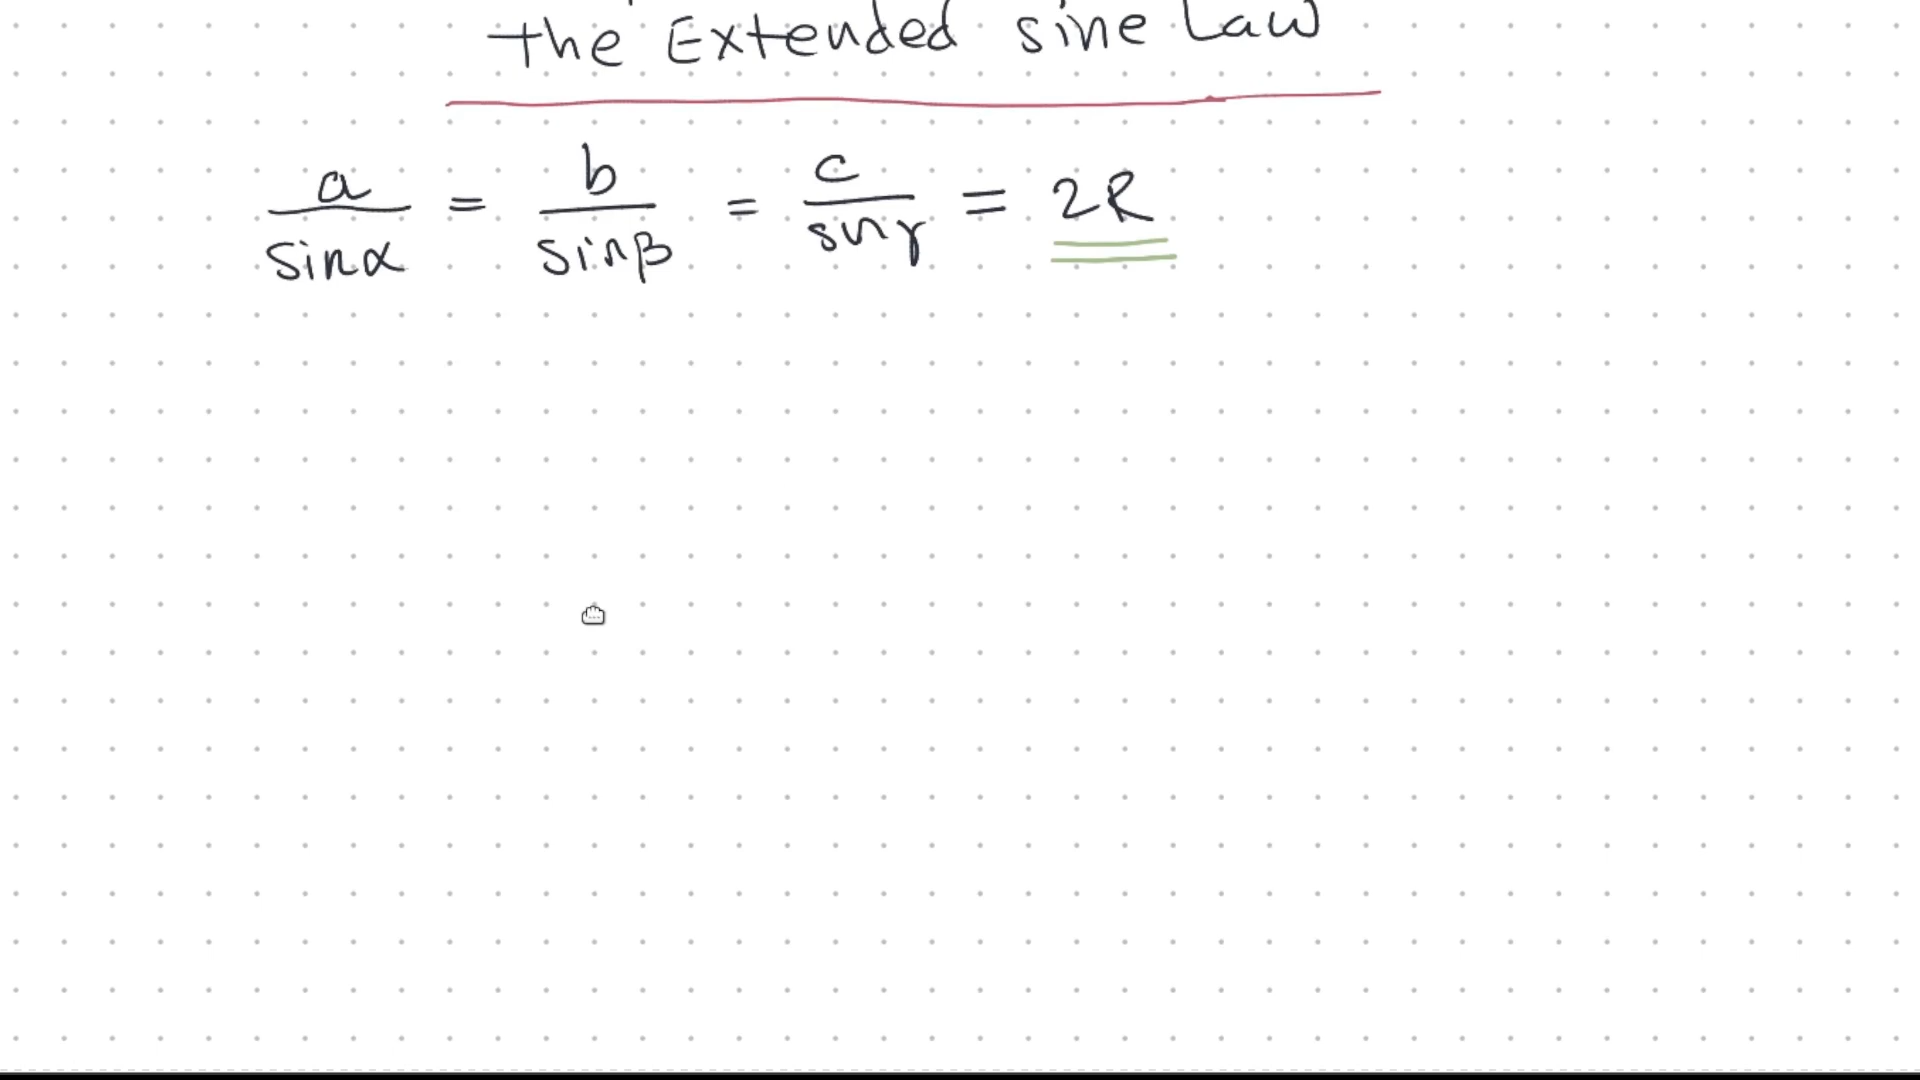 the Extended sine Law
a/sinα = b/sinβ = c/sinγ = 2R